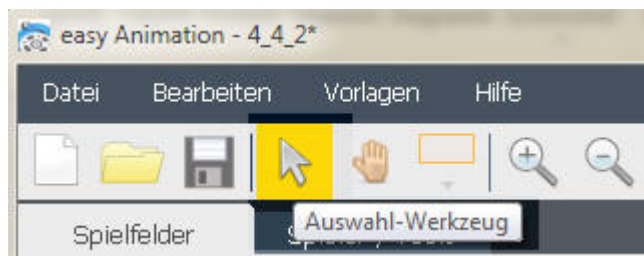 easy Animation - 4_4_2*
Datei Bearbeiten Vorlagen Hilfe
Auswahl-Werkzeug
Spielfelder